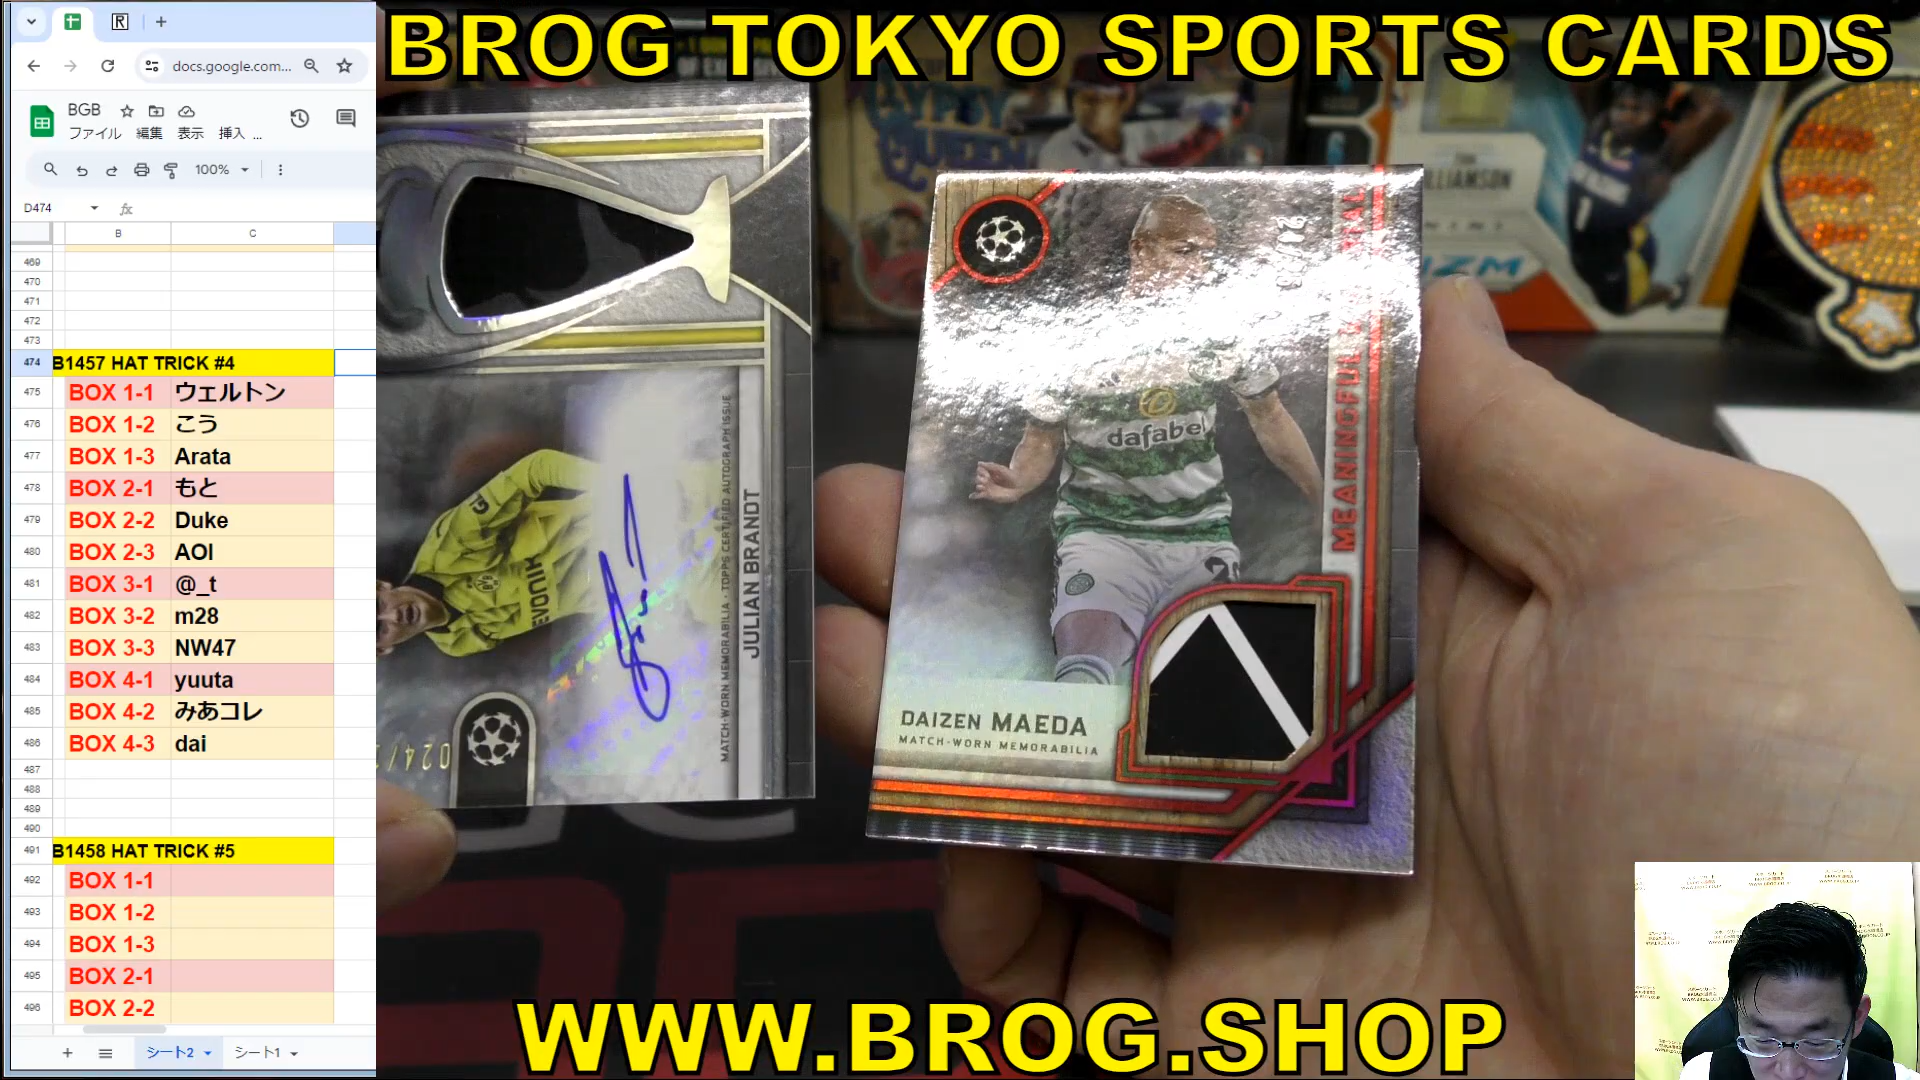 BROG TOKYO SPORTS CARDS
docs.google.com...
BGB
ファイル 編集 表示 挿入 ...
100%
D474
fx
B C
469
470
471
472
473
474 B1457 HAT TRICK #4
475 BOX 1-1 ウェルトン
476 BOX 1-2 こう
477 BOX 1-3 Arata
478 BOX 2-1 もと
479 BOX 2-2 Duke
480 BOX 2-3 AOI
481 BOX 3-1 @_t
482 BOX 3-2 m28
483 BOX 3-3 NW47
484 BOX 4-1 yuuta
485 BOX 4-2 みあコレ
486 BOX 4-3 dai
487
488
489
490
491 B1458 HAT TRICK #5
492 BOX 1-1
493 BOX 1-2
494 BOX 1-3
495 BOX 2-1
496 BOX 2-2
シート2 シート1
MATCH-WORN MEMORABILIA · TOPPS CERTIFIED AUTOGRAPH ISSUE
JULIAN BRANDT
dafabet
DAIZEN MAEDA
MATCH-WORN MEMORABILIA
GYPSY
QUEEN
WWW.BROG.SHOP